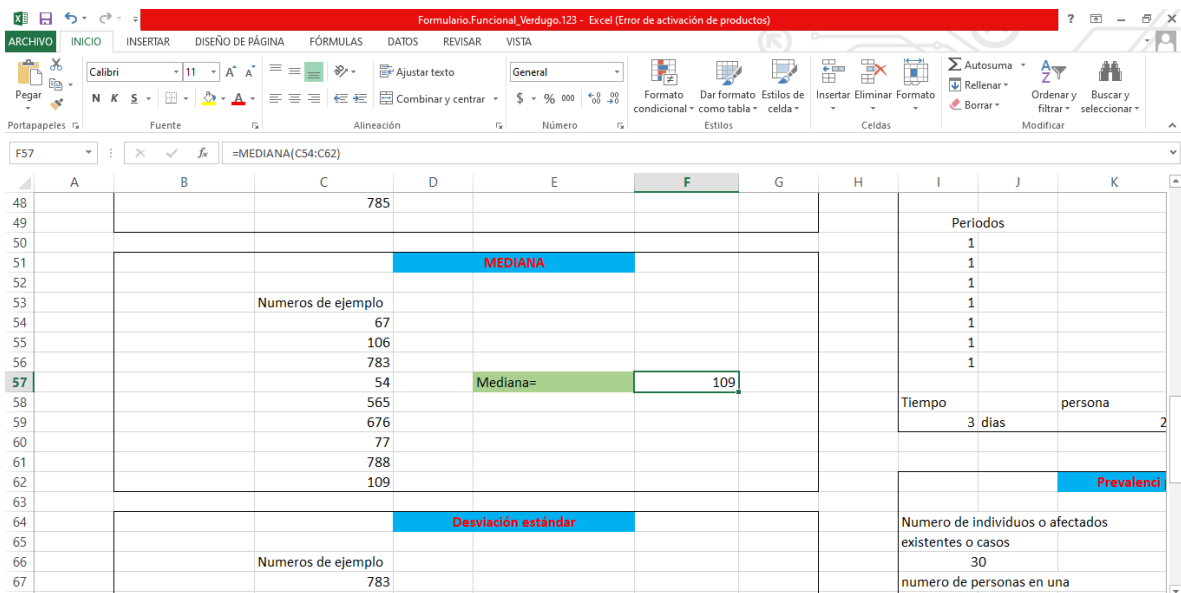 Formulario.Funcional_Verdugo.123 - Excel (Error de activación de productos)
ARCHIVO INICIO INSERTAR DISEÑO DE PÁGINA FÓRMULAS DATOS REVISAR VISTA
Calibri 11 Ajustar texto General Autosuma
Rellenar
Pegar N K S Combinar y centrar $ % 000 Formato condicional Dar formato como tabla Estilos de celda Insertar Eliminar Formato Borrar Ordenar y filtrar Buscar y seleccionar
Portapapeles Fuente Alineación Número Estilos Celdas Modificar
F57 fx =MEDIANA(C54:C62)
A B C D E F G H I J K
48 785
49 Periodos
50 1
51 MEDIANA 1
52 1
53 Numeros de ejemplo 1
54 67 1
55 106 1
56 783 1
57 54 Mediana= 109
58 565 Tiempo persona
59 676 3 dias 2
60 77
61 788
62 109 Prevalenci
63
64 Desviación estándar Numero de individuos o afectados
65 existentes o casos
66 Numeros de ejemplo 30
67 783 numero de personas en una